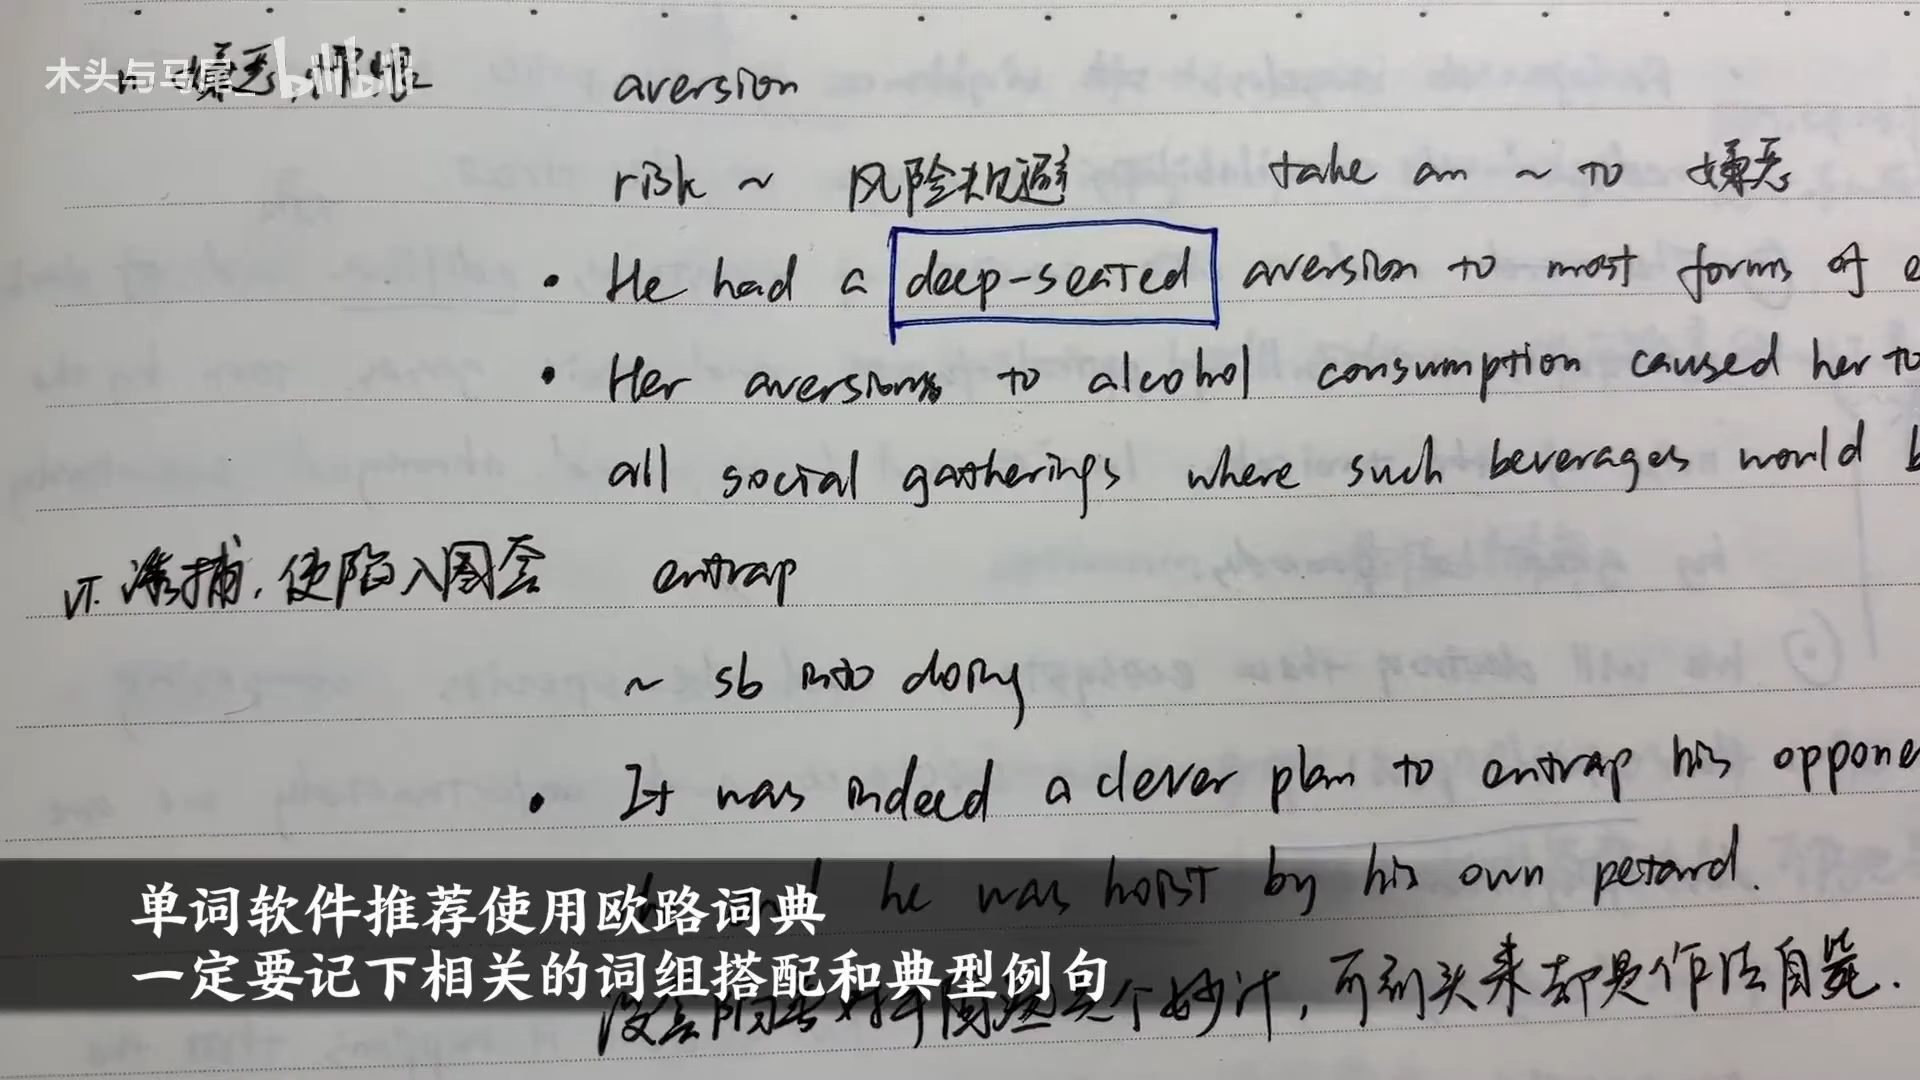 木头与马尾_ bilibili
n. 嫌恶, aversion
risk ~ 风险规避 take an ~ to 嫌恶
• He had a deep-seated aversion to most forms of e
• Her aversions to alcohol consumption caused her to
all social gatherings where such beverages would b
vt. 诱捕, 使陷入圈套 entrap
~ sb into doing
• It was indeed a clever plan to entrap his oppone
he was hoist by his own petard.
单词软件推荐使用欧路词典
一定要记下相关的词组搭配和典型例句
个妙计, 可到头来却是作法自毙.